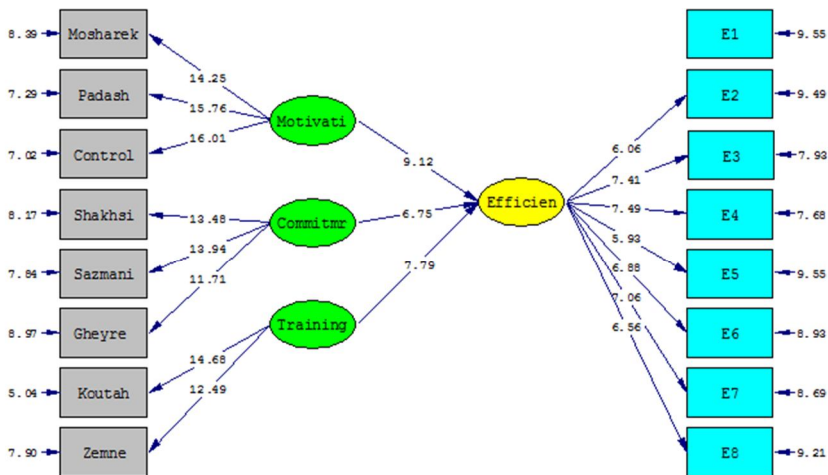 8.39 Mosharek
7.29 Padash
7.02 Control
8.17 Shakhsi
7.84 Sazmani
8.97 Gheyre
5.04 Koutah
7.90 Zemne
14.25
15.76
16.01
13.48
13.94
11.71
14.68
12.49
Motivati
Commitmr
Training
9.12
6.75
7.79
Efficien
6.06
7.41
7.49
5.93
6.88
7.06
6.56
E1 9.55
E2 9.49
E3 7.93
E4 7.68
E5 9.55
E6 8.93
E7 8.69
E8 9.21